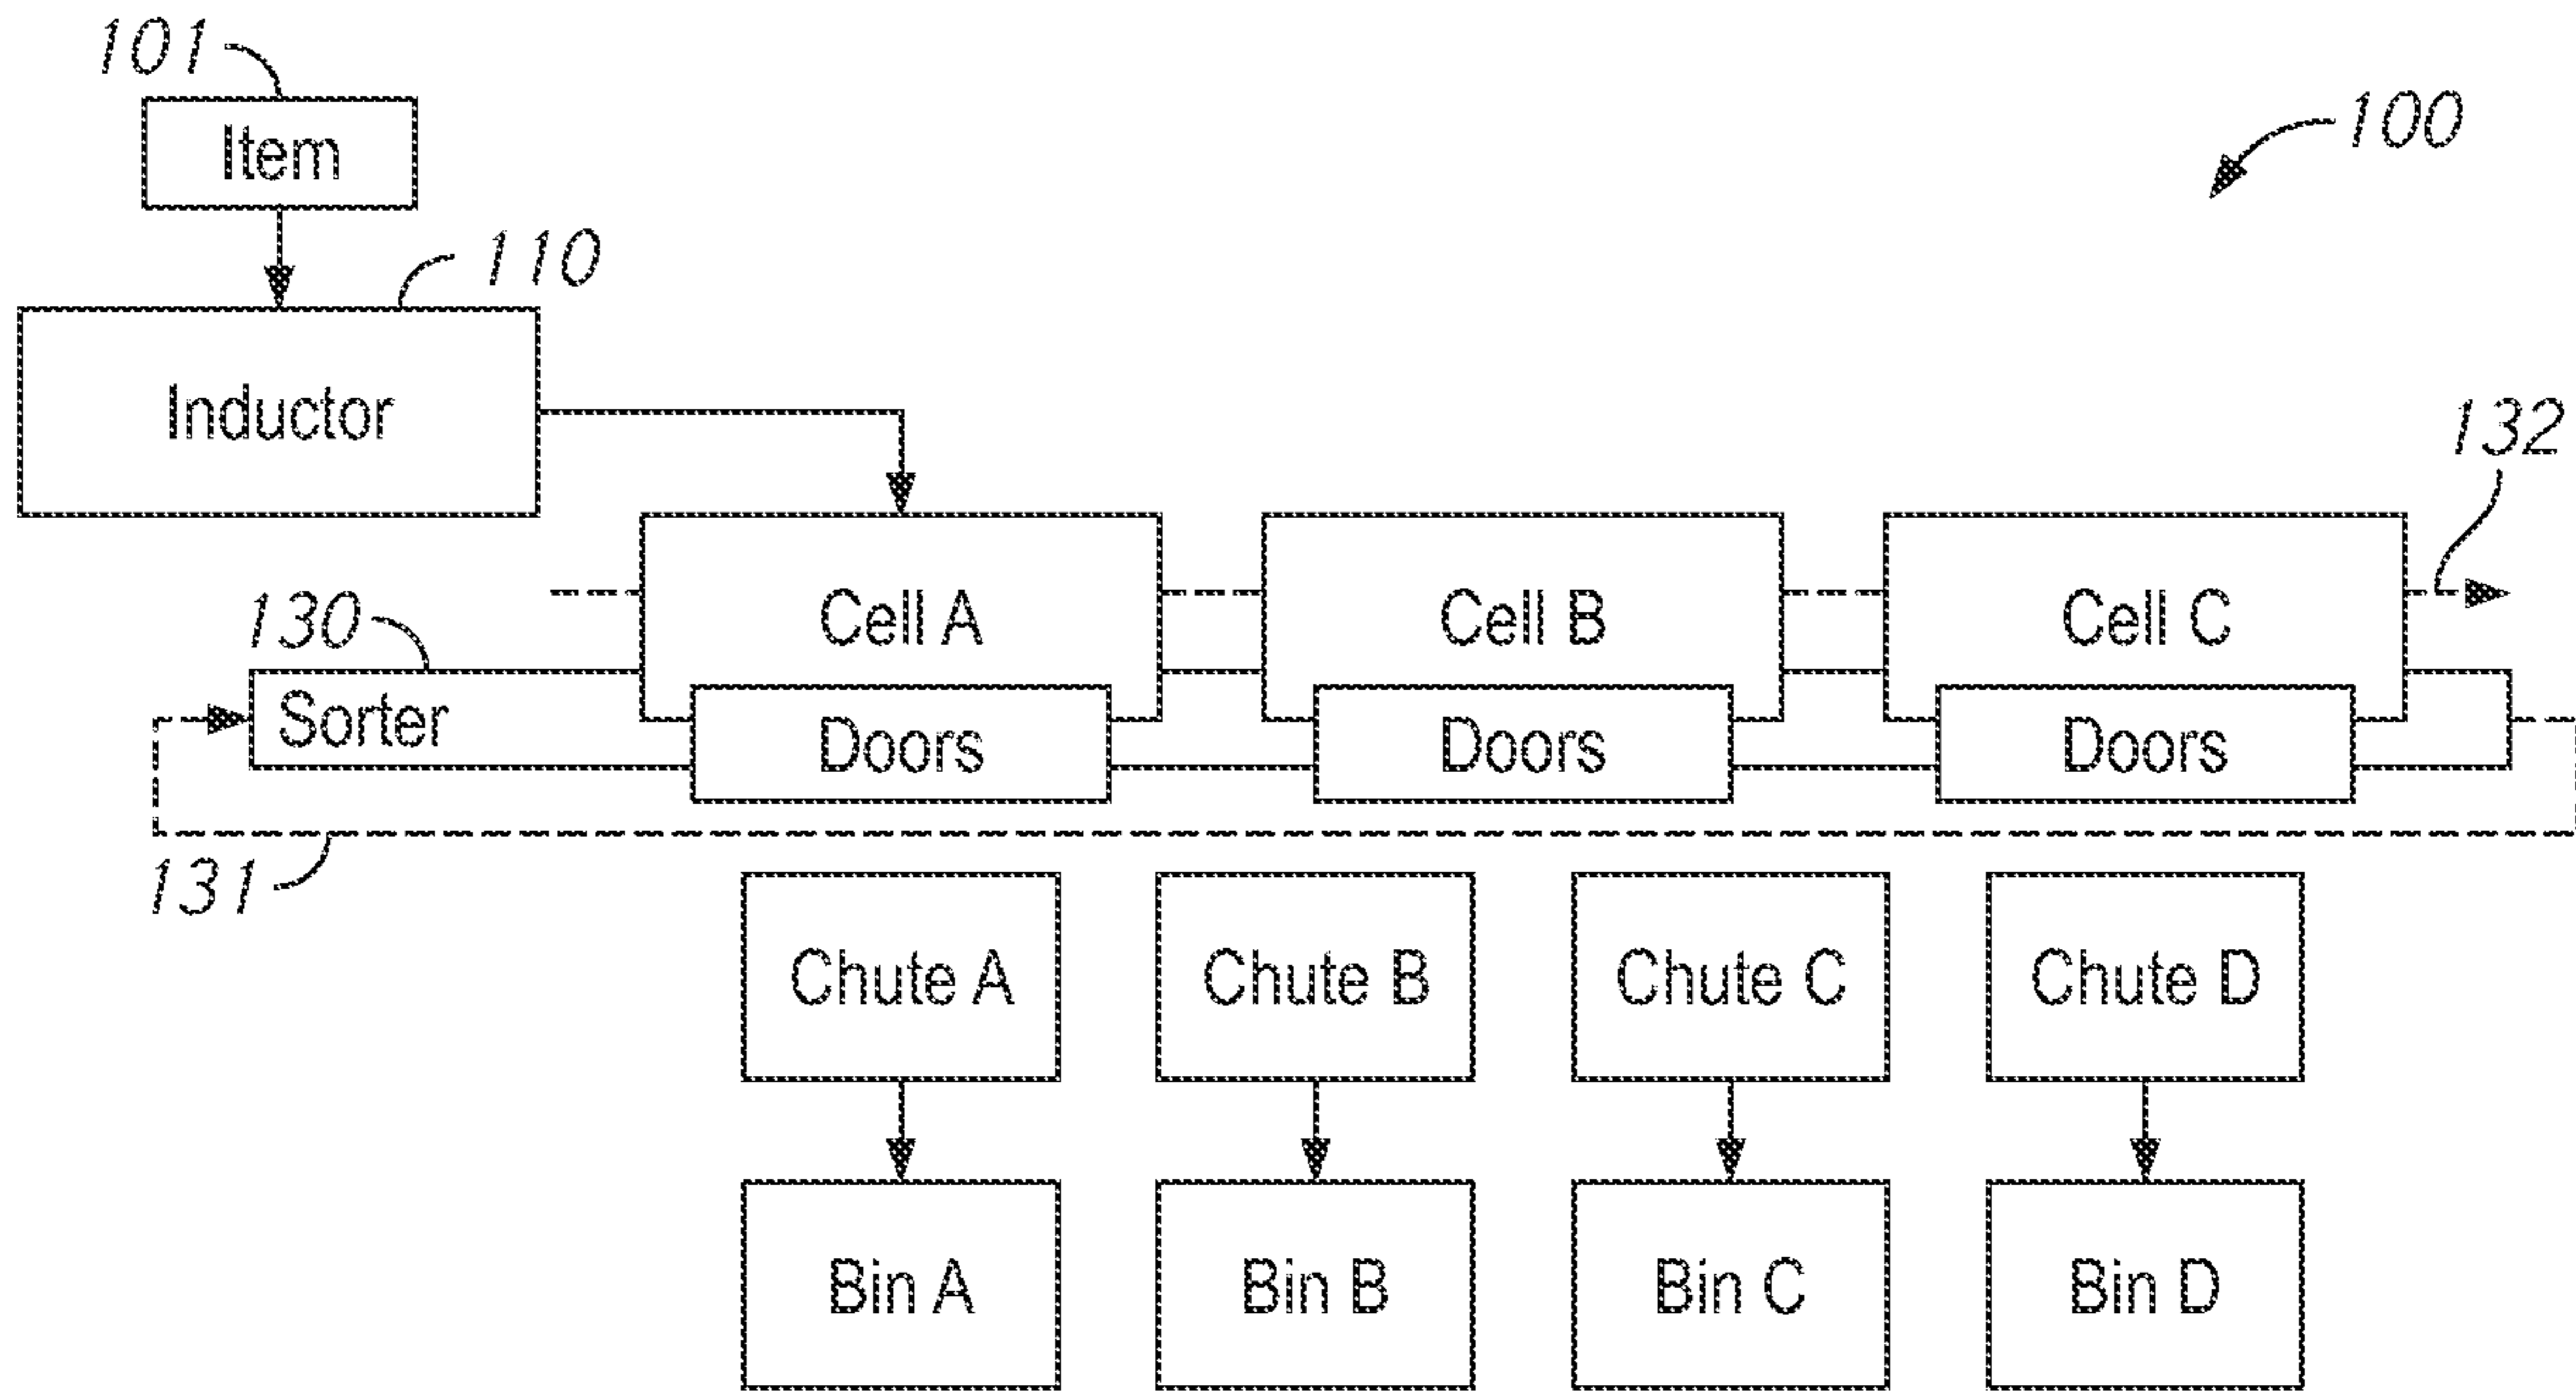 101
Item
100
110
Inductor
132
Cell A Cell B Cell C
130
Sorter
Doors Doors Doors
131
Chute A Chute B Chute C Chute D
Bin A Bin B Bin C Bin D